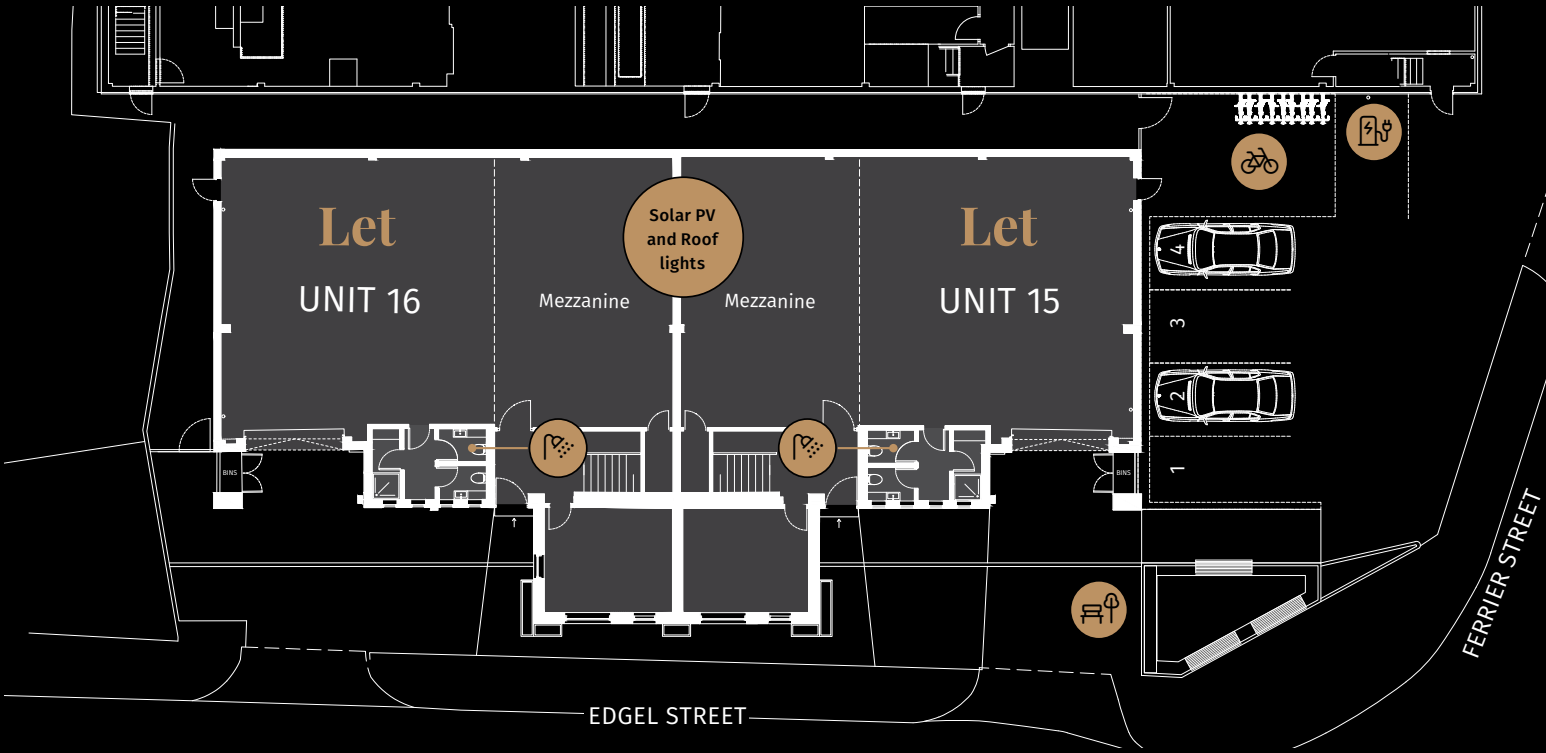 Let
UNIT 16
Mezzanine
Solar PV
and Roof
lights
Mezzanine
Let
UNIT 15
4
3
2
1
BINS
BINS
EDGEL STREET
FERRIER STREET